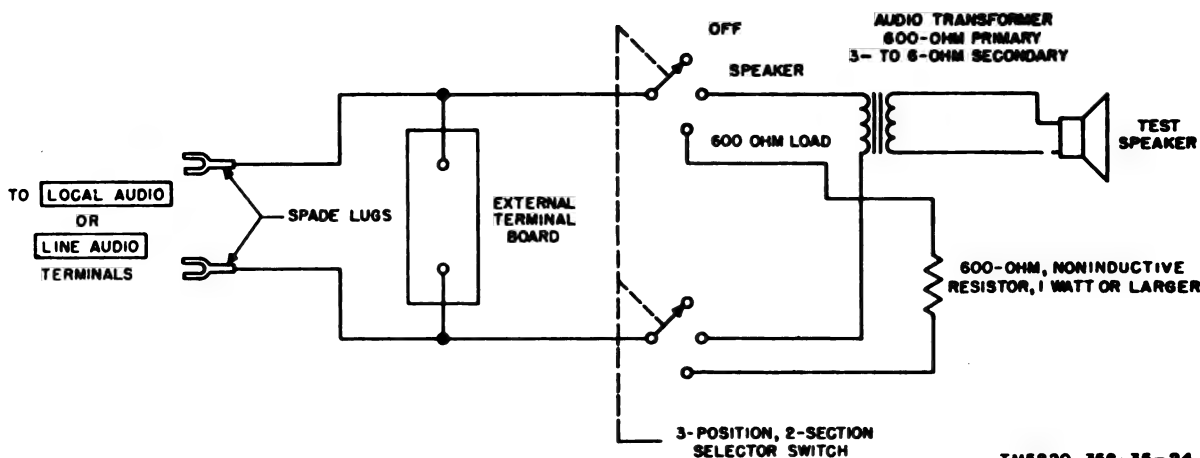 OFF
AUDIO TRANSFORMER
600-OHM PRIMARY
3- TO 6-OHM SECONDARY
SPEAKER
600 OHM LOAD
TEST
SPEAKER
TO LOCAL AUDIO
OR
LINE AUDIO
TERMINALS
SPADE LUGS
EXTERNAL
TERMINAL
BOARD
600-OHM, NONINDUCTIVE
RESISTOR, 1 WATT OR LARGER
3-POSITION, 2-SECTION
SELECTOR SWITCH